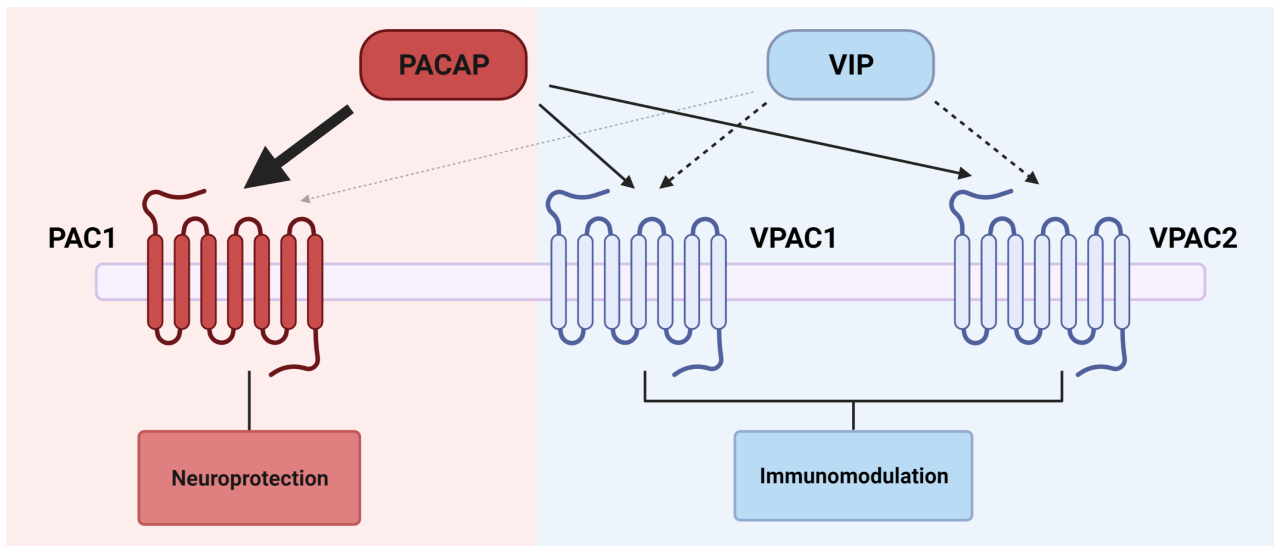 PACAP
VIP
PAC1
VPAC1
VPAC2
Neuroprotection
Immunomodulation